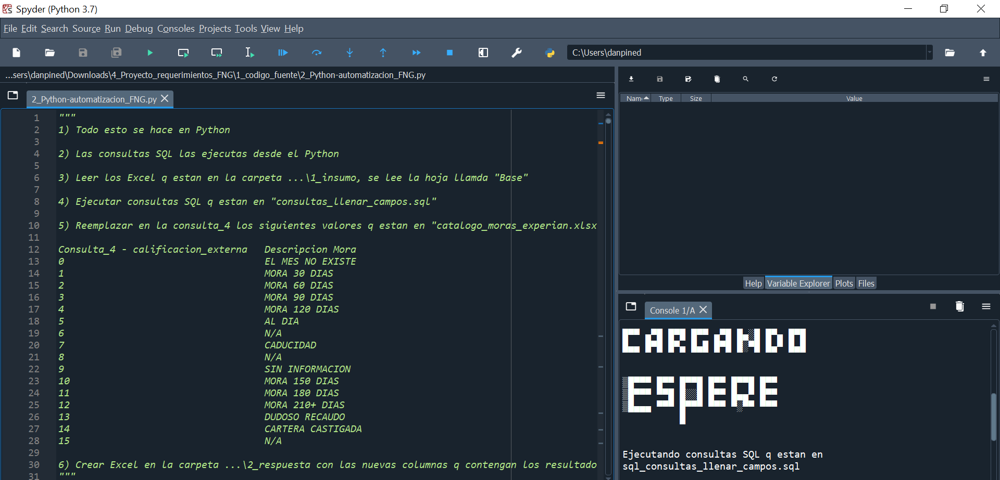 Spyder (Python 3.7)
File Edit Search Source Run Debug Consoles Projects Tools View Help
C:\Users\danpined
...sers\danpined\Downloads\4_Proyecto_requerimientos_FNG\1_codigo_fuente\2_Python-automatizacion_FNG.py
2_Python-automatizacion_FNG.py
1 """
2 1) Todo esto se hace en Python
3
4 2) Las consultas SQL las ejecutas desde el Python
5
6 3) Leer los Excel q estan en la carpeta ...\1_insumo, se lee la hoja llamda "Base"
7
8 4) Ejecutar consultas SQL q estan en "consultas_llenar_campos.sql"
9
10 5) Reemplazar en la consulta_4 los siguientes valores q estan en "catalogo_moras_experian.xlsx
11
12 Consulta_4 - calificacion_externa Descripcion Mora
13 0 EL MES NO EXISTE
14 1 MORA 30 DIAS
15 2 MORA 60 DIAS
16 3 MORA 90 DIAS
17 4 MORA 120 DIAS
18 5 AL DIA
19 6 N/A
20 7 CADUCIDAD
21 8 N/A
22 9 SIN INFORMACION
23 10 MORA 150 DIAS
24 11 MORA 180 DIAS
25 12 MORA 210+ DIAS
26 13 DUDOSO RECAUDO
27 14 CARTERA CASTIGADA
28 15 N/A
29
30 6) Crear Excel en la carpeta ...\2_respuesta con las nuevas columnas q contengan los resultado
31 """
Name Type Size Value
Help Variable Explorer Plots Files
Console 1/A
CARGANDO
ESPERE
Ejecutando consultas SQL q estan en
sql_consultas_llenar_campos.sql